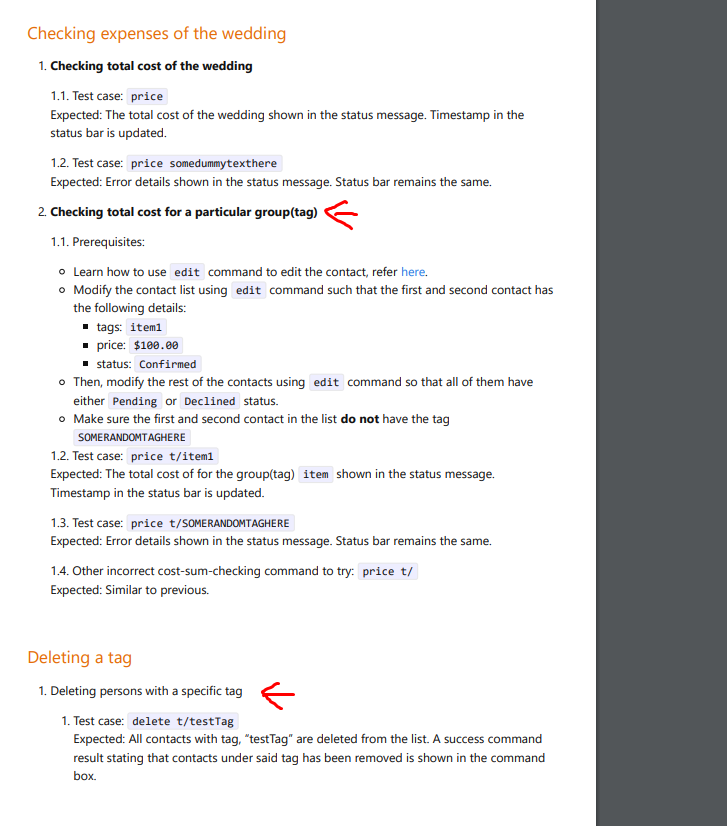 Checking expenses of the wedding
1. Checking total cost of the wedding
1.1. Test case: price
Expected: The total cost of the wedding shown in the status message. Timestamp in the
status bar is updated.
1.2. Test case: price somedummytexthere
Expected: Error details shown in the status message. Status bar remains the same.
2. Checking total cost for a particular group(tag)
1.1. Prerequisites:
Learn how to use edit command to edit the contact, refer here.
Modify the contact list using edit command such that the first and second contact has
the following details:
tags: item1
price: $100.00
status: Confirmed
Then, modify the rest of the contacts using edit command so that all of them have
either Pending or Declined status.
Make sure the first and second contact in the list do not have the tag
SOMERANDOMTAGHERE
1.2. Test case: price t/item1
Expected: The total cost of for the group(tag) item shown in the status message.
Timestamp in the status bar is updated.
1.3. Test case: price t/SOMERANDOMTAGHERE
Expected: Error details shown in the status message. Status bar remains the same.
1.4. Other incorrect cost-sum-checking command to try: price t/
Expected: Similar to previous.
Deleting a tag
1. Deleting persons with a specific tag
1. Test case: delete t/testTag
Expected: All contacts with tag, “testTag” are deleted from the list. A success command
result stating that contacts under said tag has been removed is shown in the command
box.